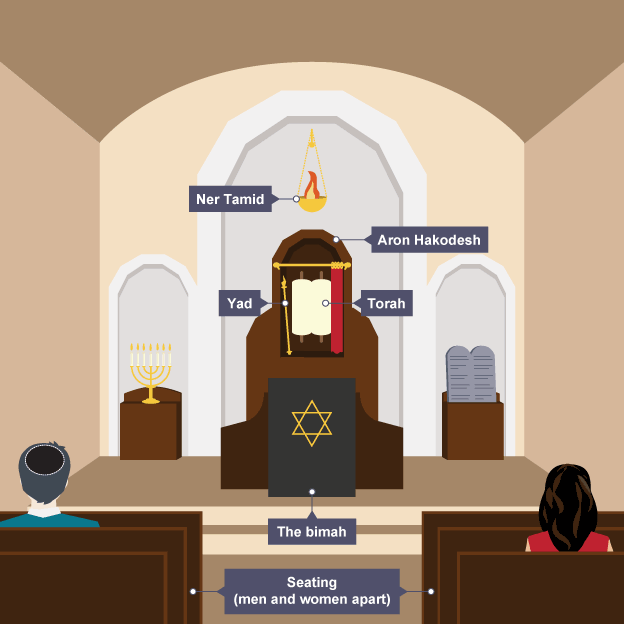 Ner Tamid
Aron Hakodesh
Yad
Torah
The bimah
Seating
(men and women apart)